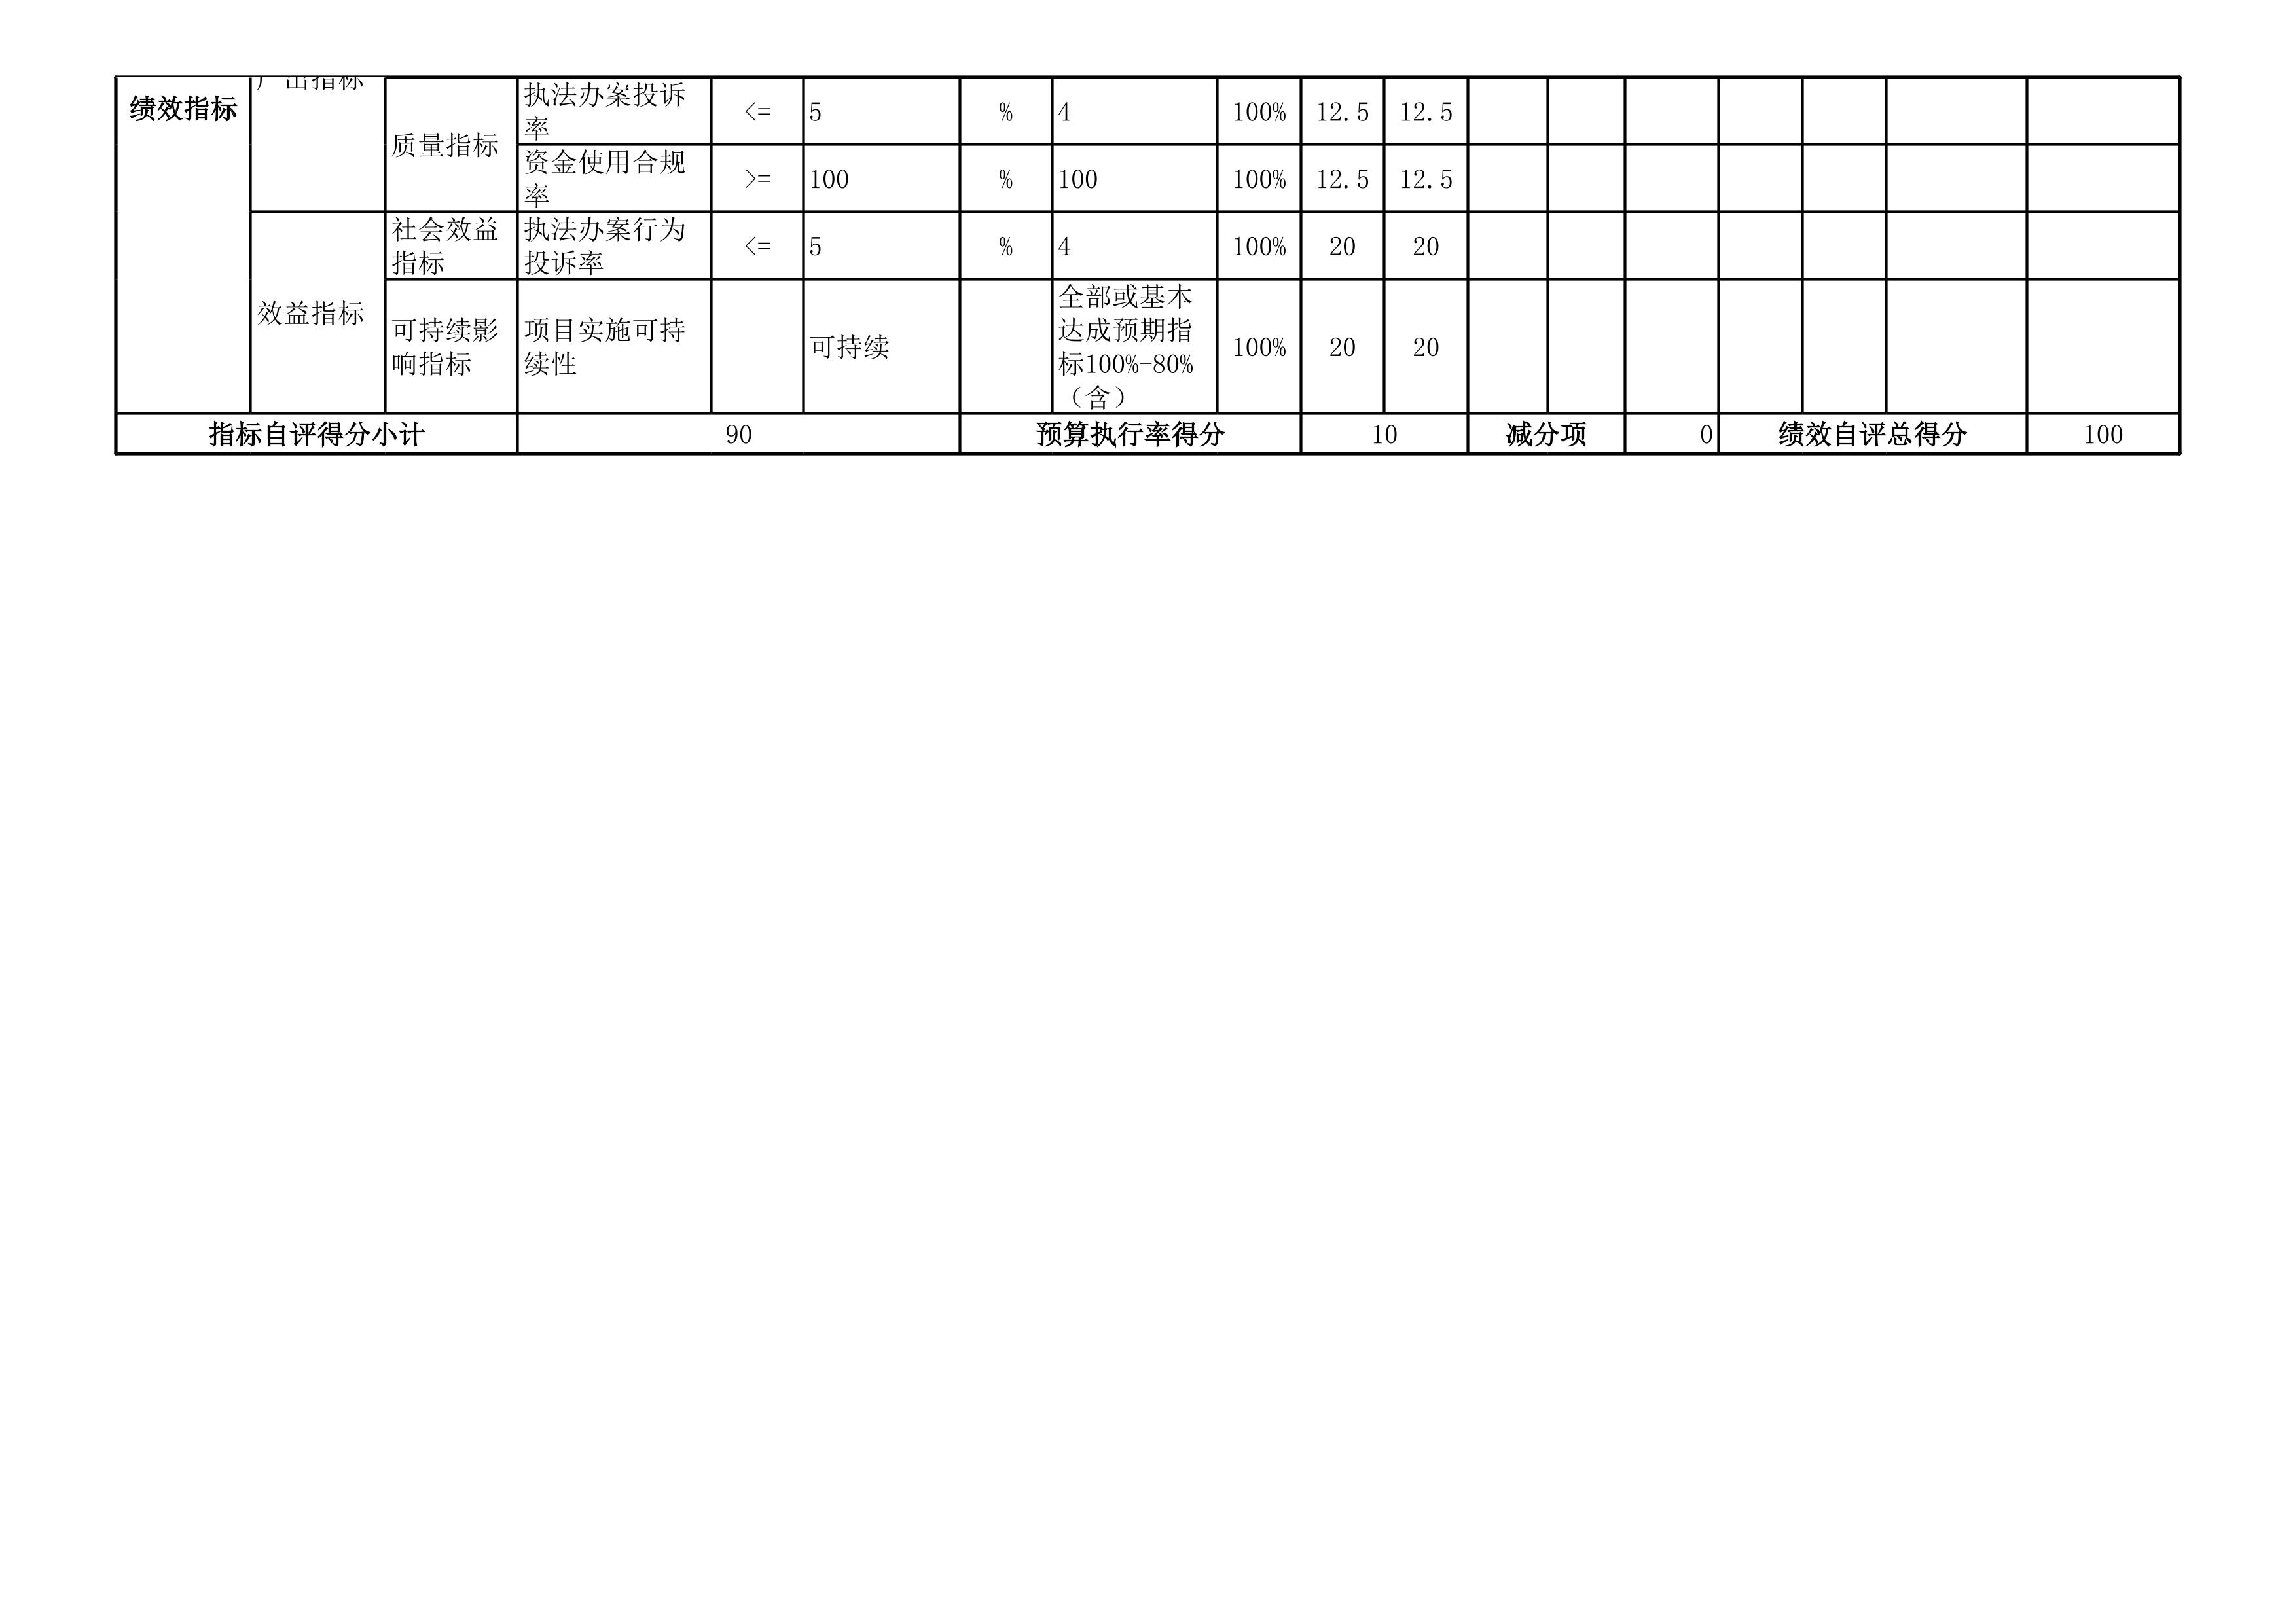 绩效指标
产出指标
质量指标
执法办案投诉
率
<=
5
%
4
100%
12.5
12.5
资金使用合规
率
>=
100
%
100
100%
12.5
12.5
效益指标
社会效益
指标
执法办案行为
投诉率
<=
5
%
4
100%
20
20
可持续影
响指标
项目实施可持
续性
可持续
全部或基本
达成预期指
标100%-80%
（含）
100%
20
20
指标自评得分小计
90
预算执行率得分
10
减分项
0
绩效自评总得分
100